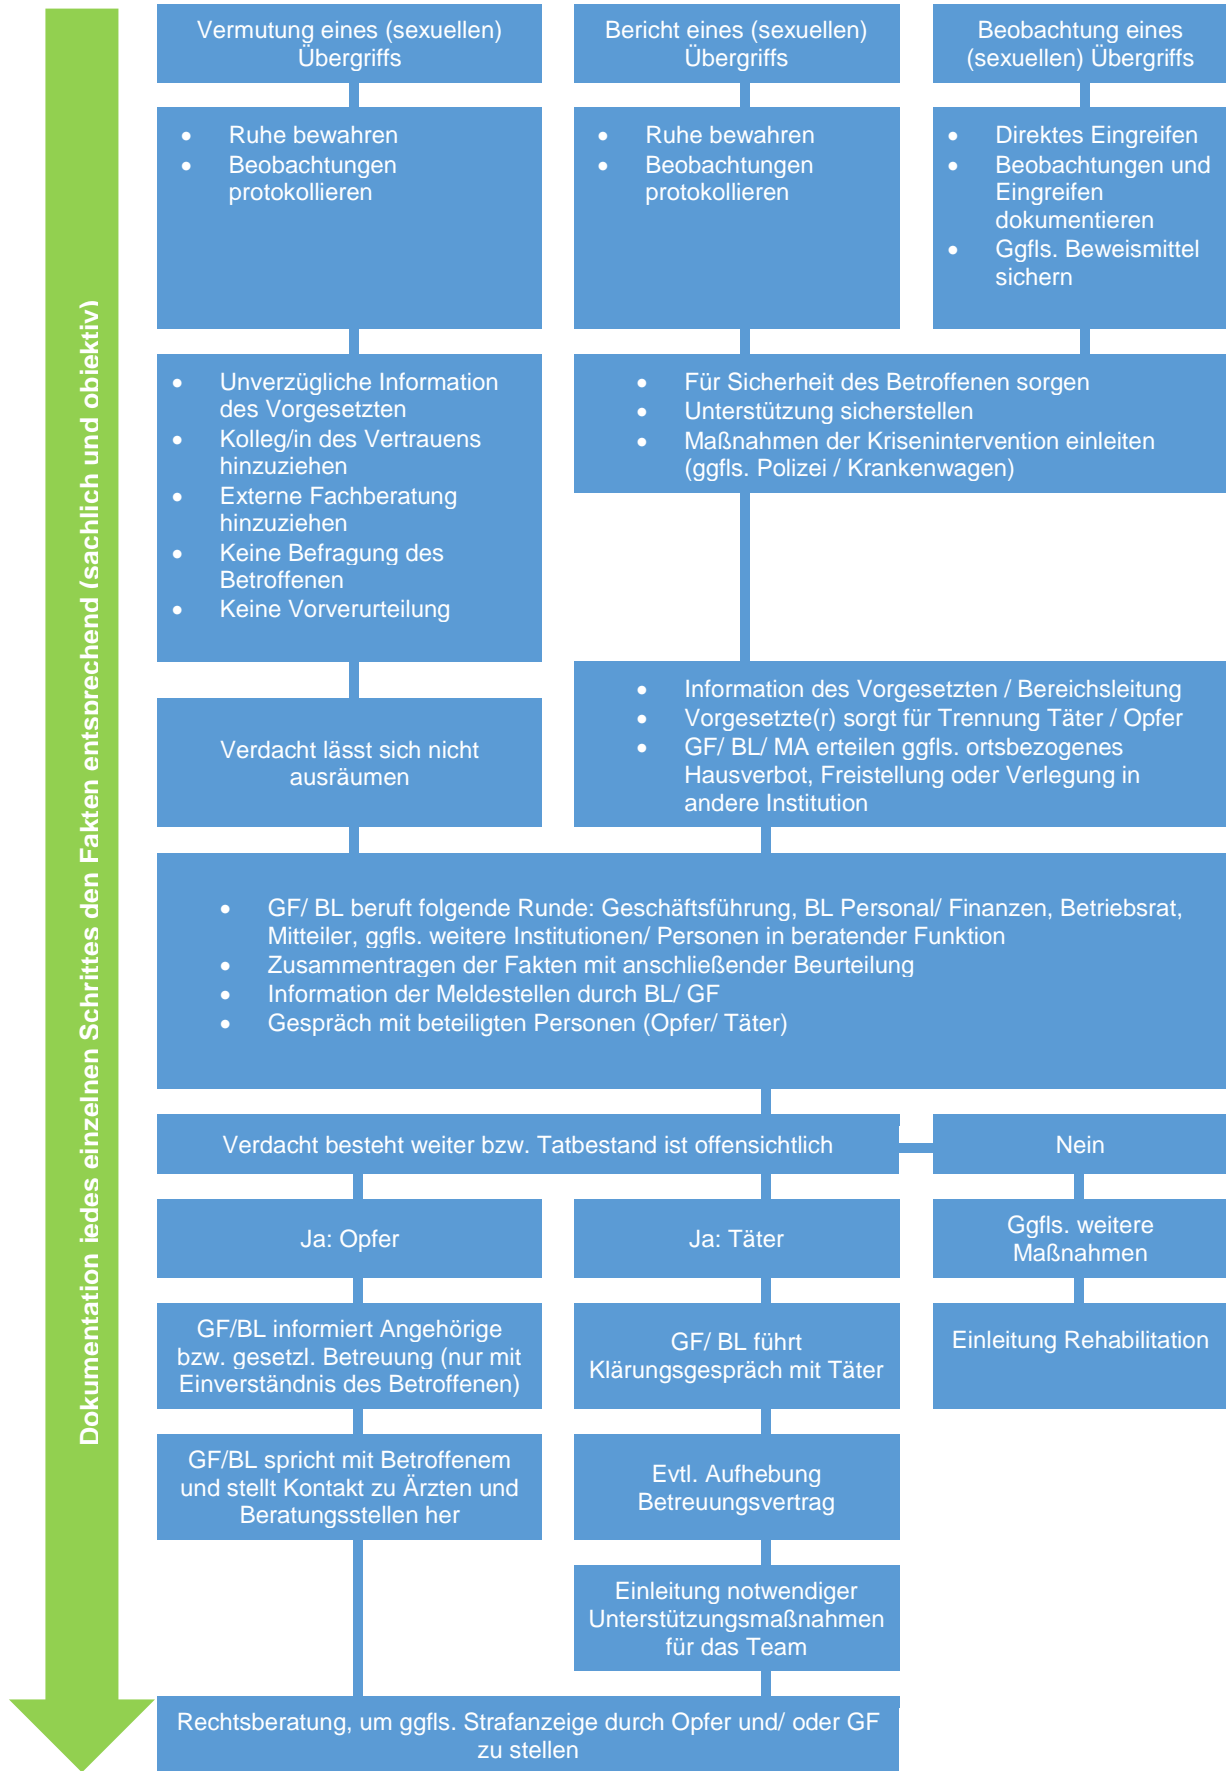 Dokumentation jedes einzelnen Schrittes den Fakten entsprechend (sachlich und objektiv)
Vermutung eines (sexuellen)
Übergriffs
Bericht eines (sexuellen)
Übergriffs
Beobachtung eines
(sexuellen) Übergriffs
• Ruhe bewahren
• Beobachtungen
protokollieren
• Ruhe bewahren
• Beobachtungen
protokollieren
• Direktes Eingreifen
• Beobachtungen und
Eingreifen
dokumentieren
• Ggfls. Beweismittel
sichern
• Unverzügliche Information
des Vorgesetzten
• Kolleg/in des Vertrauens
hinzuziehen
• Externe Fachberatung
hinzuziehen
• Keine Befragung des
Betroffenen
• Keine Vorverurteilung
• Für Sicherheit des Betroffenen sorgen
• Unterstützung sicherstellen
• Maßnahmen der Krisenintervention einleiten
(ggfls. Polizei / Krankenwagen)
Verdacht lässt sich nicht
ausräumen
• Information des Vorgesetzten / Bereichsleitung
• Vorgesetzte(r) sorgt für Trennung Täter / Opfer
• GF/ BL/ MA erteilen ggfls. ortsbezogenes
Hausverbot, Freistellung oder Verlegung in
andere Institution
• GF/ BL beruft folgende Runde: Geschäftsführung, BL Personal/ Finanzen, Betriebsrat,
Mitteiler, ggfls. weitere Institutionen/ Personen in beratender Funktion
• Zusammentragen der Fakten mit anschließender Beurteilung
• Information der Meldestellen durch BL/ GF
• Gespräch mit beteiligten Personen (Opfer/ Täter)
Verdacht besteht weiter bzw. Tatbestand ist offensichtlich
Nein
Ja: Opfer
Ja: Täter
Ggfls. weitere
Maßnahmen
GF/BL informiert Angehörige
bzw. gesetzl. Betreuung (nur mit
Einverständnis des Betroffenen)
GF/ BL führt
Klärungsgespräch mit Täter
Einleitung Rehabilitation
GF/BL spricht mit Betroffenem
und stellt Kontakt zu Ärzten und
Beratungsstellen her
Evtl. Aufhebung
Betreuungsvertrag
Einleitung notwendiger
Unterstützungsmaßnahmen
für das Team
Rechtsberatung, um ggfls. Strafanzeige durch Opfer und/ oder GF
zu stellen